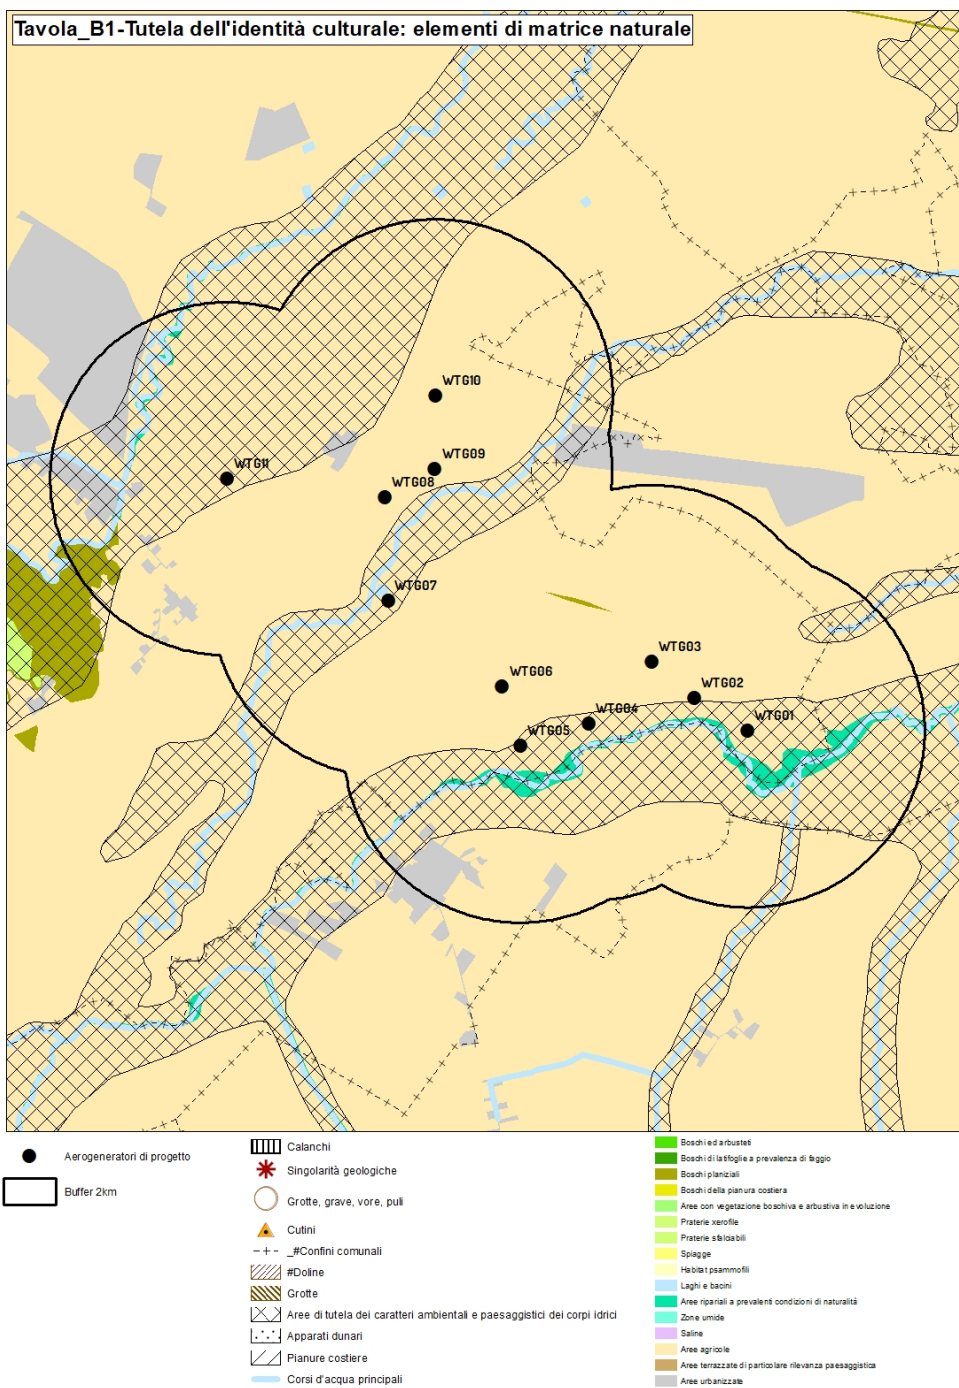 Tavola_B1-Tutela dell'identità culturale: elementi di matrice naturale
WTG10
WTG09
WTG11
WTG08
WTG07
WTG03
WTG06
WTG02
WTG04
WTG01
WTG05
Aerogeneratori di progetto
Buffer 2km
Calanchi
Singolarità geologiche
Grotte, grave, vore, puli
Cutini
_#Confini comunali
#Doline
Grotte
Aree di tutela dei caratteri ambientali e paesaggistici dei corpi idrici
Apparati dunari
Pianure costiere
Corsi d'acqua principali
Boschi ed arbusteti
Boschi di latifoglie a prevalenza di faggio
Boschi planiziali
Boschi della pianura costiera
Aree con vegetazione boschiva e arbustiva in evoluzione
Praterie xerofile
Praterie sfalciabili
Spiagge
Habitat psammofili
Laghi e bacini
Aree ripariali a prevalenti condizioni di naturalità
Zone umide
Saline
Aree agricole
Aree terrazzate di particolare rilevanza paesaggistica
Aree urbanizzate